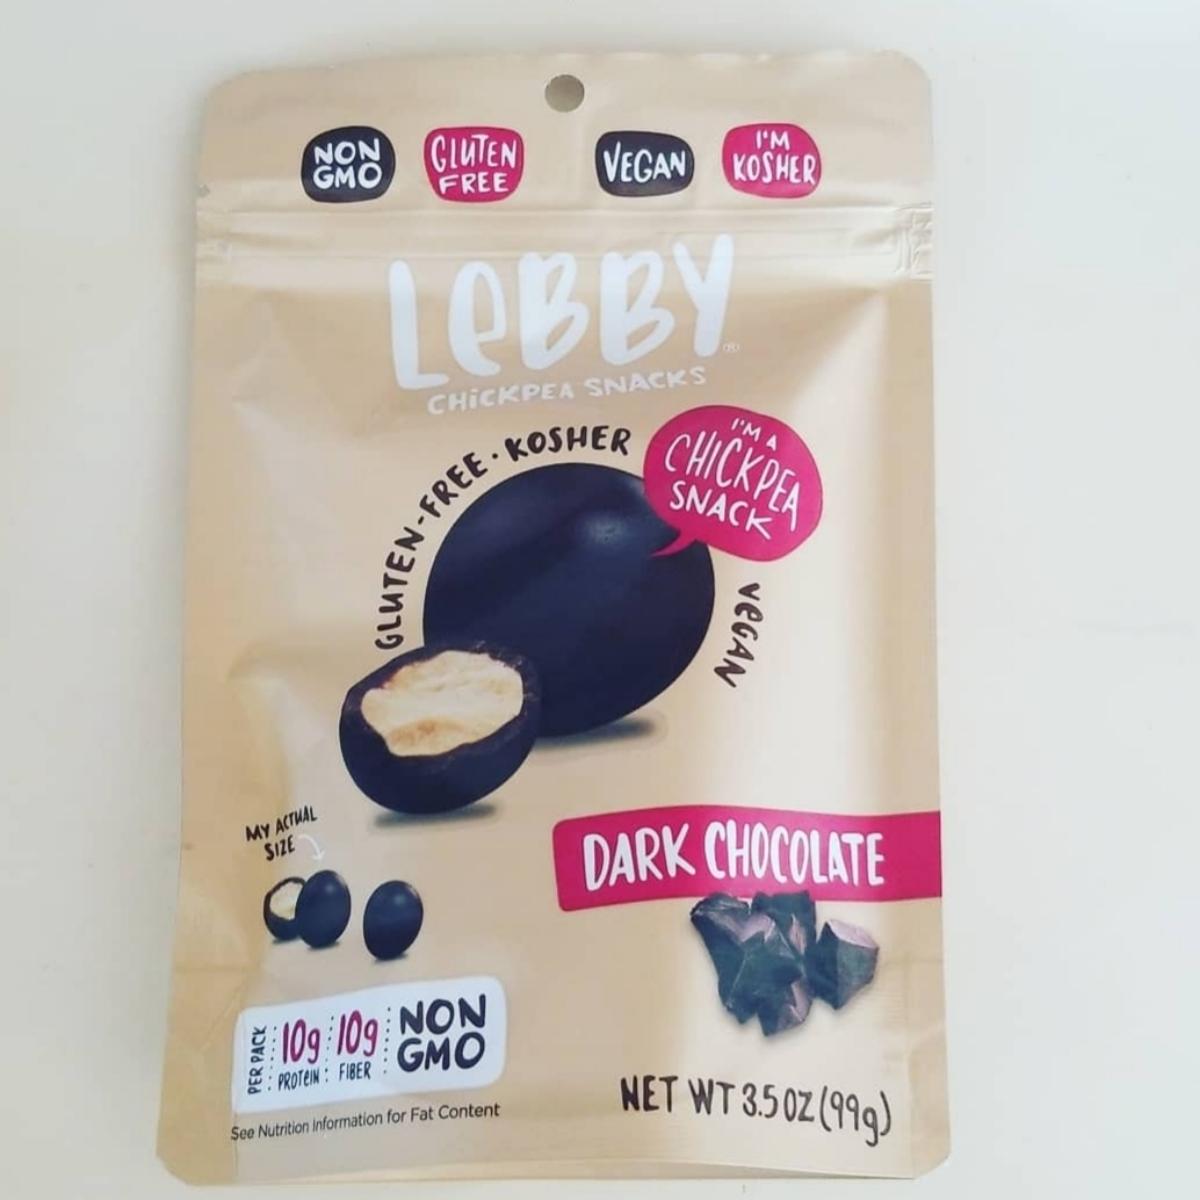 NON
GMO
GLUTEN
FREE
VEGAN
I'M
KOSHER
LeBBY®
CHiCKPEA SNACKS
GLUTEN-FREE · KOSHER
VeGAN
I'M A
CHICKPEA
SNACK
MY ACTUAL
SIZE
DARK CHOCOLATE
PER PACK
10g
PROTeiN
10g
FIBER
NON
GMO
See Nutrition Information for Fat Content
NET WT 3.5 OZ (99g)